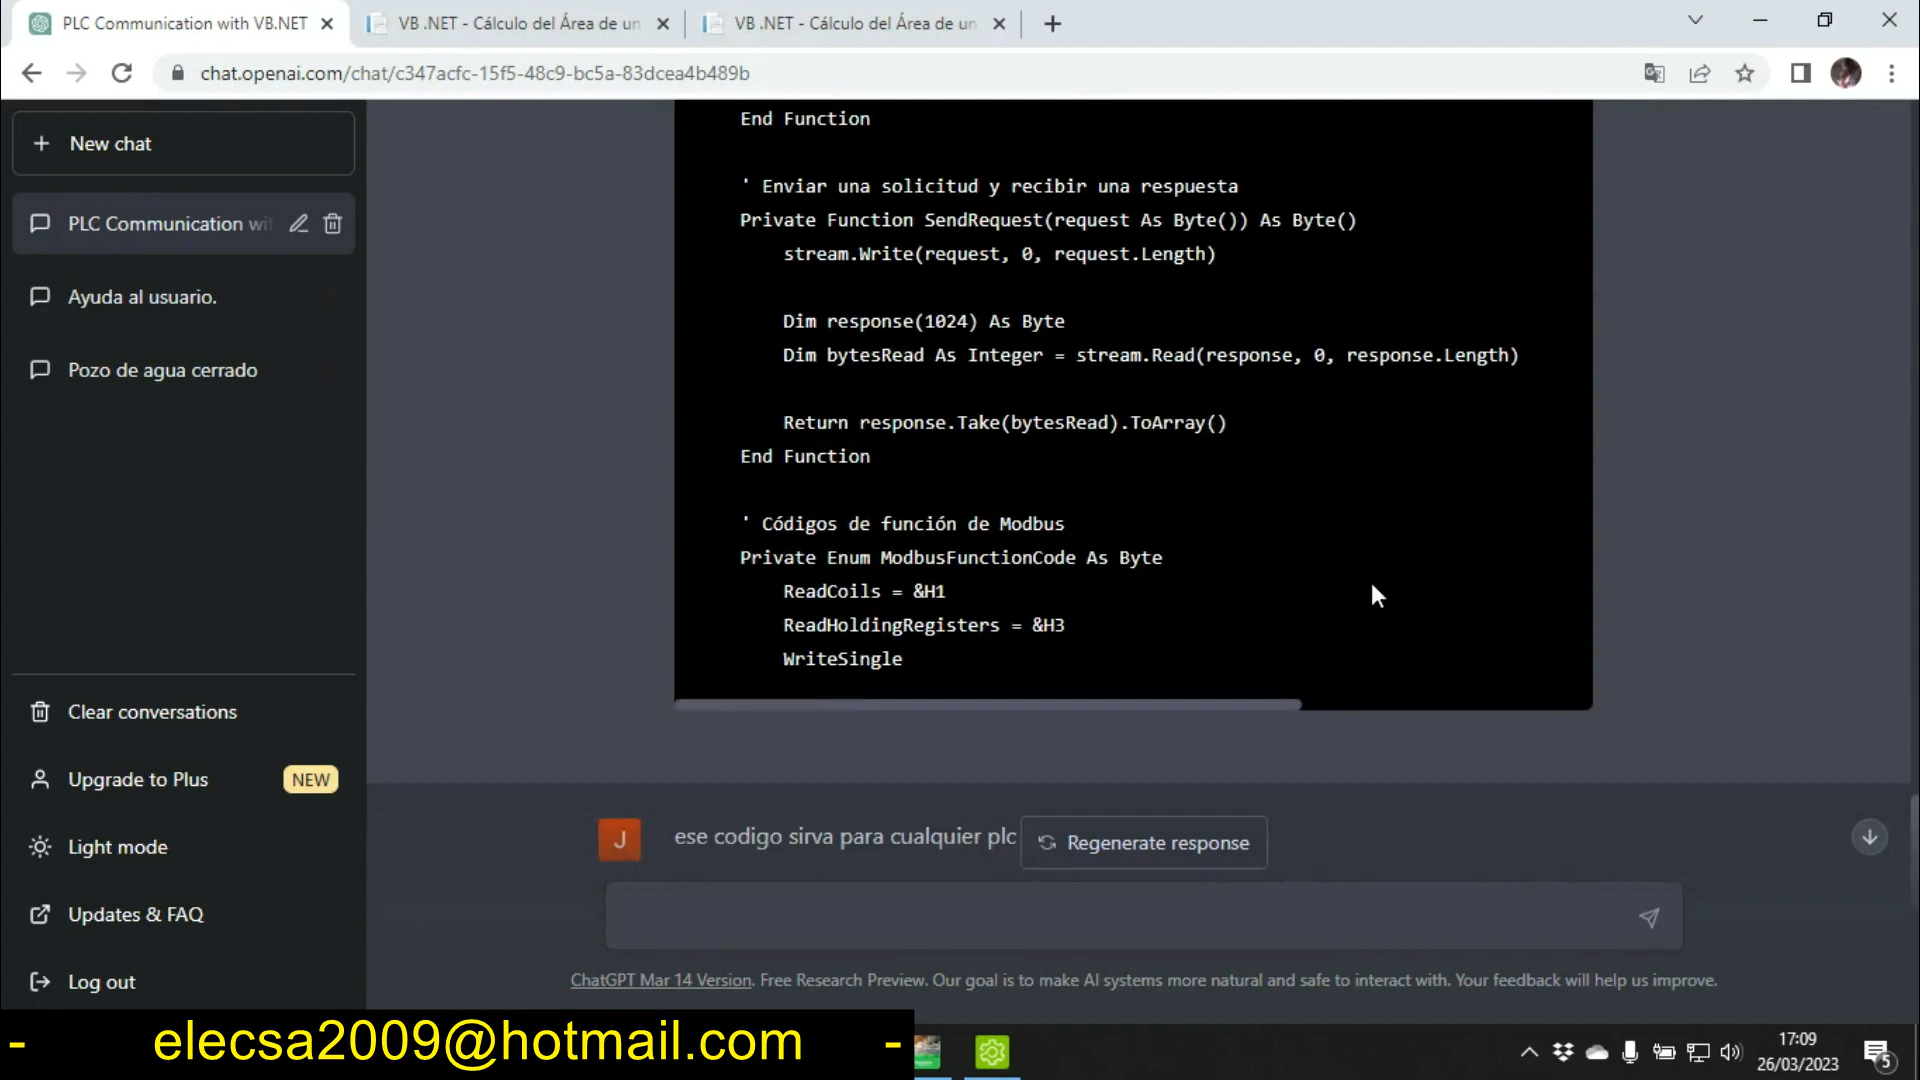 PLC Communication with VB.NET
VB .NET - Cálculo del Área de un
VB .NET - Cálculo del Área de un
chat.openai.com/chat/c347acfc-15f5-48c9-bc5a-83dcea4b489b
New chat
PLC Communication wit
Ayuda al usuario.
Pozo de agua cerrado
Clear conversations
Upgrade to Plus NEW
Light mode
Updates & FAQ
Log out
End Function
' Enviar una solicitud y recibir una respuesta
Private Function SendRequest(request As Byte()) As Byte()
stream.Write(request, 0, request.Length)
Dim response(1024) As Byte
Dim bytesRead As Integer = stream.Read(response, 0, response.Length)
Return response.Take(bytesRead).ToArray()
End Function
' Códigos de función de Modbus
Private Enum ModbusFunctionCode As Byte
ReadCoils = &H1
ReadHoldingRegisters = &H3
WriteSingle
J ese codigo sirva para cualquier plc
Regenerate response
ChatGPT Mar 14 Version. Free Research Preview. Our goal is to make AI systems more natural and safe to interact with. Your feedback will help us improve.
- elecsa2009@hotmail.com -
17:09
26/03/2023
5